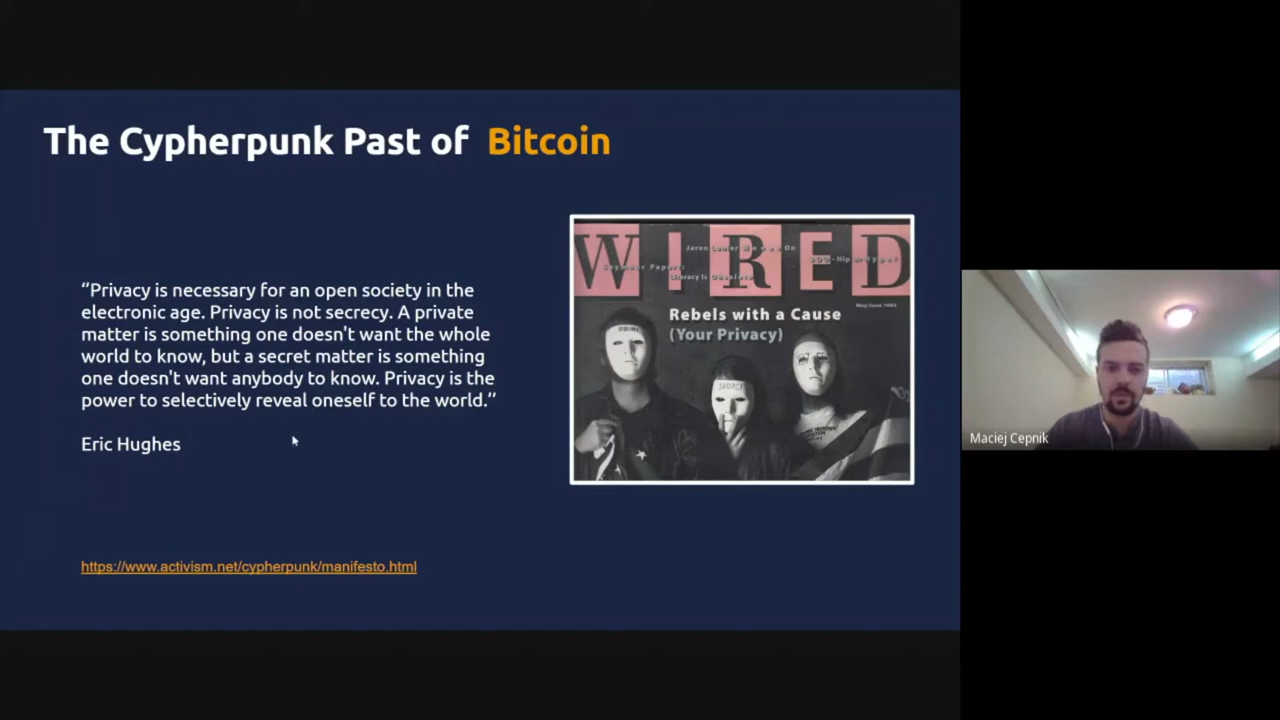 The Cypherpunk Past of Bitcoin
“Privacy is necessary for an open society in the
electronic age. Privacy is not secrecy. A private
matter is something one doesn't want the whole
world to know, but a secret matter is something
one doesn't want anybody to know. Privacy is the
power to selectively reveal oneself to the world.”
Eric Hughes
https://www.activism.net/cypherpunk/manifesto.html
WIRED
Literacy Is Obsolete
Rebels with a Cause
(Your Privacy)
Maciej Cepnik